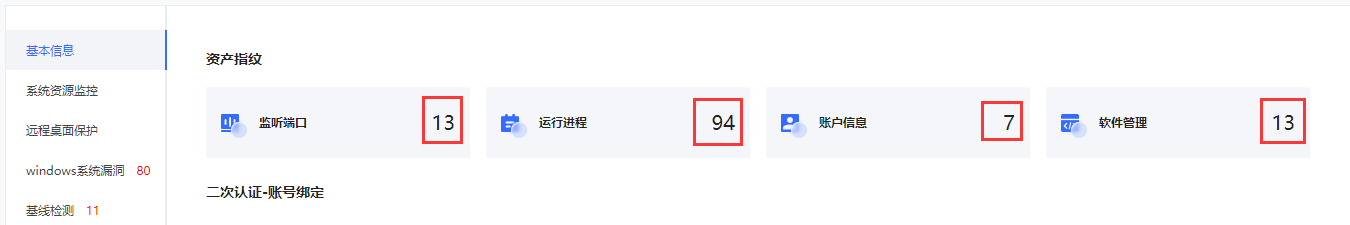 基本信息
系统资源监控
远程桌面保护
windows系统漏洞 80
基线检测 11
资产指纹
监听端口 13
运行进程 94
账户信息 7
软件管理 13
二次认证-账号绑定